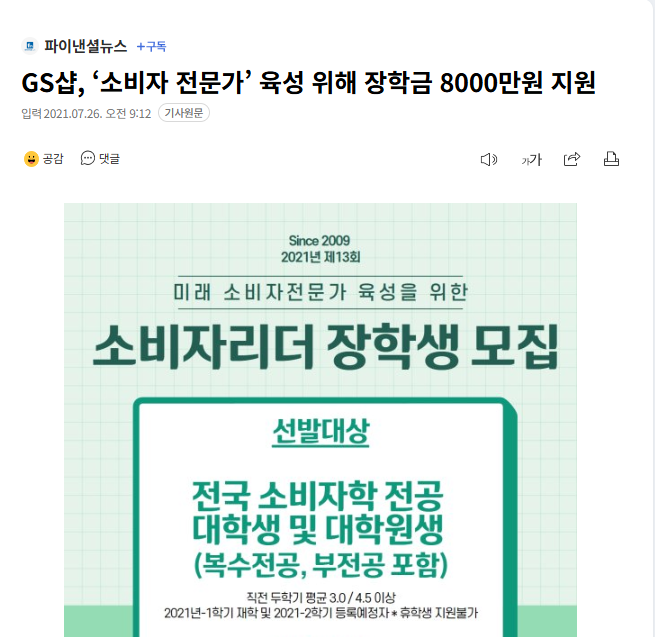 파이낸셜뉴스 +구독
GS샵, ‘소비자 전문가’ 육성 위해 장학금 8000만원 지원
입력 2021.07.26. 오전 9:12 기사원문
공감 댓글 가가
Since 2009
2021년 제13회
미래 소비자전문가 육성을 위한
소비자리더 장학생 모집
선발대상
전국 소비자학 전공
대학생 및 대학원생
(복수전공, 부전공 포함)
직전 두학기 평균 3.0 / 4.5 이상
2021년-1학기 재학 및 2021-2학기 등록예정자 * 휴학생 지원불가